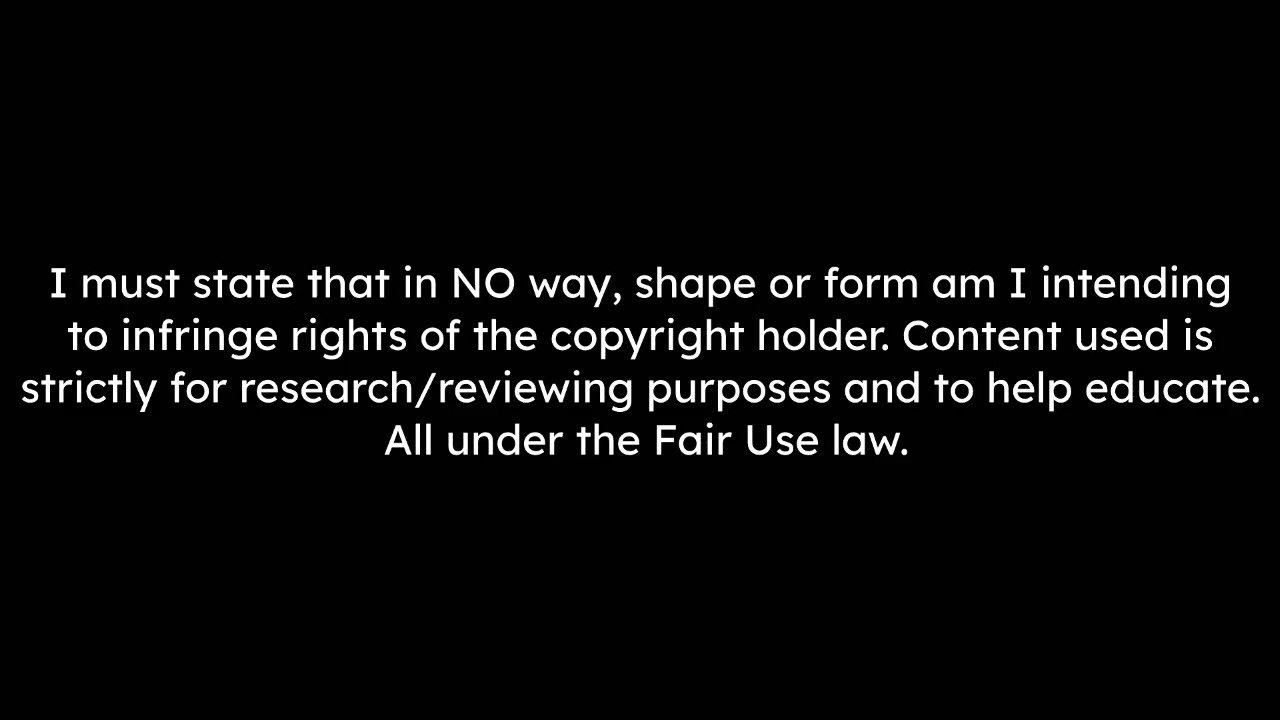 I must state that in NO way, shape or form am I intending
to infringe rights of the copyright holder. Content used is
strictly for research/reviewing purposes and to help educate.
All under the Fair Use law.